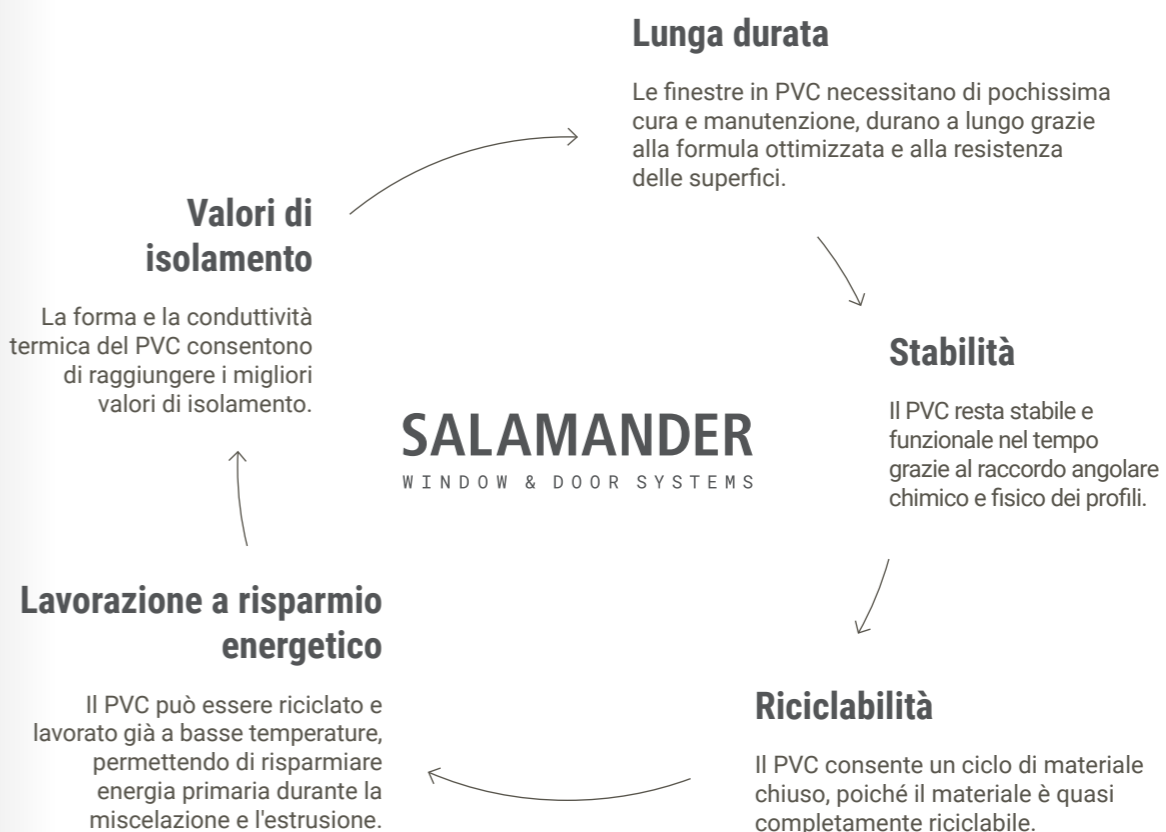 Lunga durata
Le finestre in PVC necessitano di pochissima
cura e manutenzione, durano a lungo grazie
alla formula ottimizzata e alla resistenza
delle superfici.
Stabilità
Il PVC resta stabile e
funzionale nel tempo
grazie al raccordo angolare
chimico e fisico dei profili.
Riciclabilità
Il PVC consente un ciclo di materiale
chiuso, poiché il materiale è quasi
completamente riciclabile.
Lavorazione a risparmio
energetico
Il PVC può essere riciclato e
lavorato già a basse temperature,
permettendo di risparmiare
energia primaria durante la
miscelazione e l'estrusione.
Valori di
isolamento
La forma e la conduttività
termica del PVC consentono
di raggiungere i migliori
valori di isolamento.
SALAMANDER
WINDOW & DOOR SYSTEMS